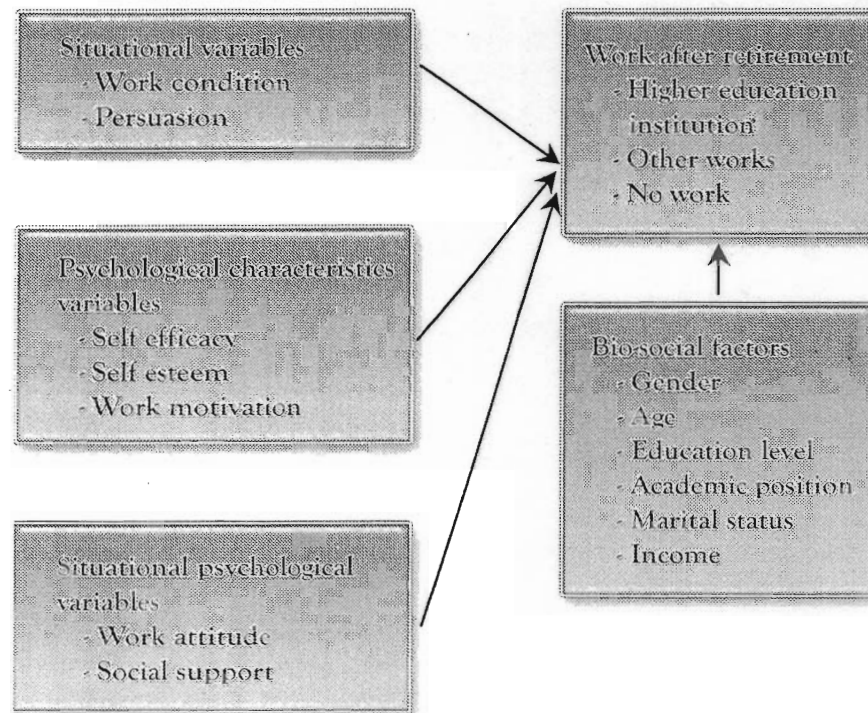 Situational variables
- Work condition
- Persuasion
Psychological characteristics
variables
- Self efficacy
- Self esteem
- Work motivation
Situational psychological
variables
- Work attitude
- Social support
Work after retirement
- Higher education
institution
- Other works
- No work
Bio-social factors
- Gender
- Age
- Education level
- Academic position
- Marital status
- Income